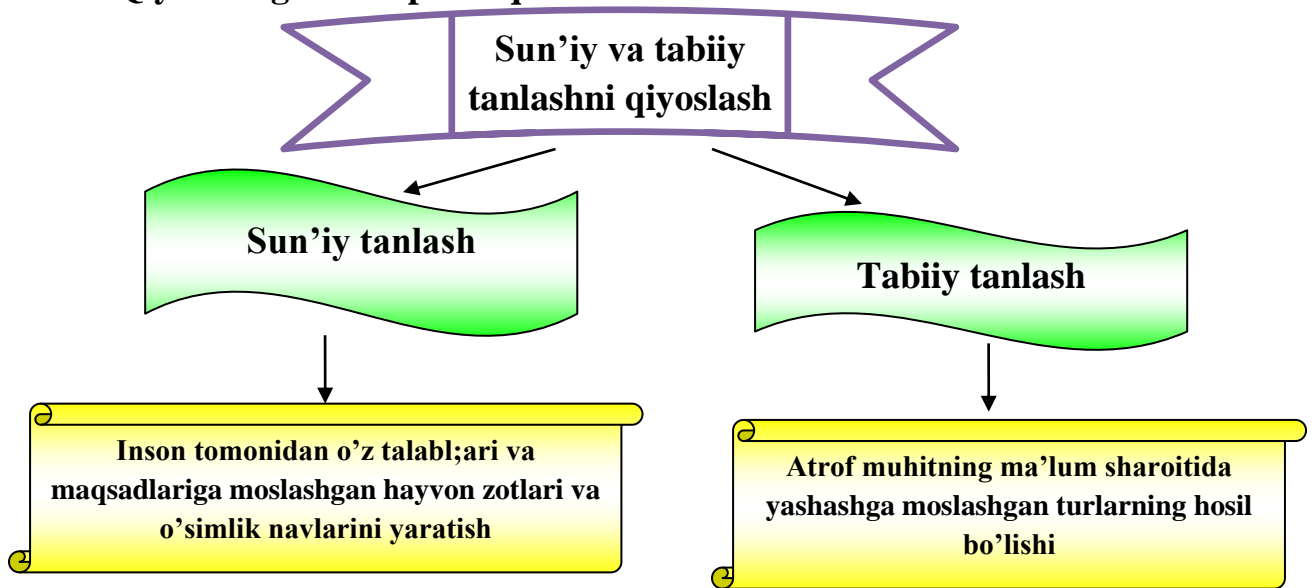 Sun’iy va tabiiy
tanlashni qiyoslash
Sun’iy tanlash
Tabiiy tanlash
Inson tomonidan o’z talabl;ari va
maqsadlariga moslashgan hayvon zotlari va
o’simlik navlarini yaratish
Atrof muhitning ma’lum sharoitida
yashashga moslashgan turlarning hosil
bo’lishi